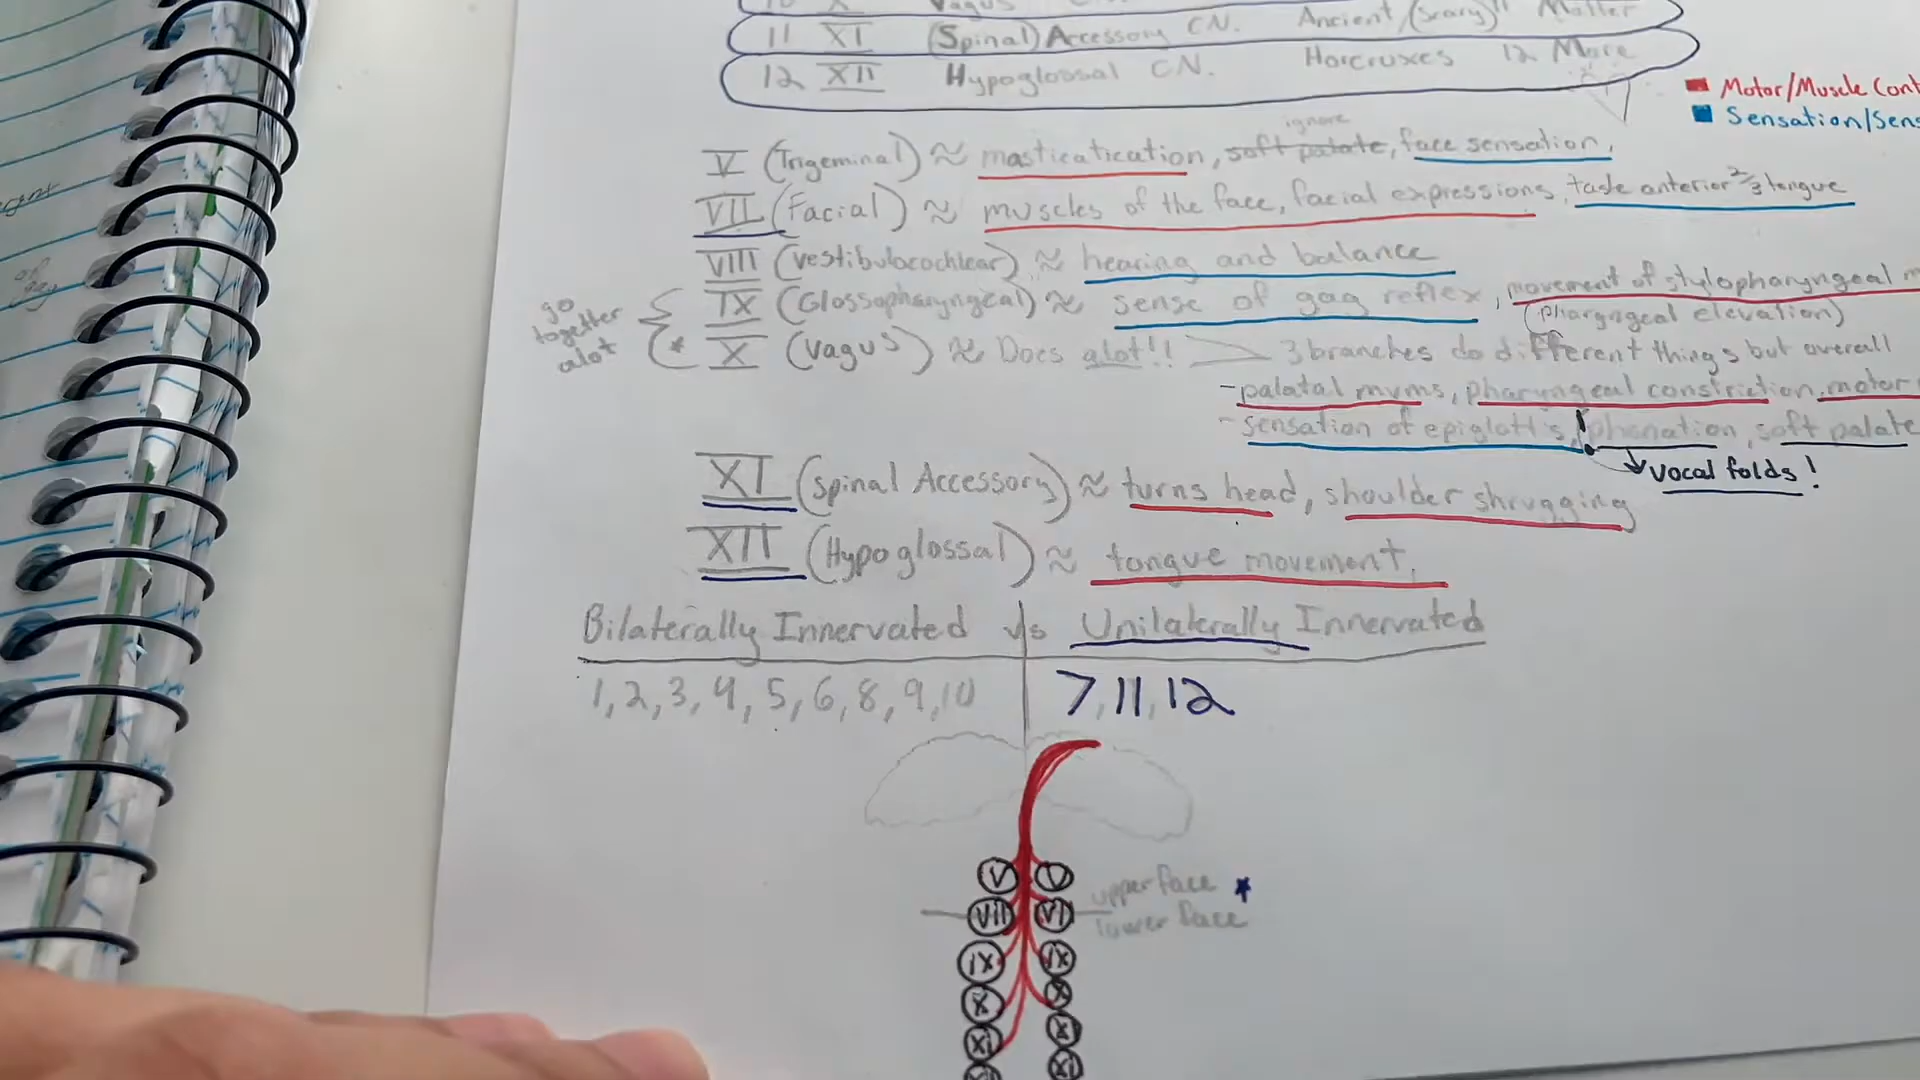 10 X Vagus C.N.
11 XI (Spinal) Accessory C.N. Ancient/(Scary)" Matter
12 XII Hypoglossal C.N. Horcruxes 12 More
Motor/Muscle Cont
Sensation/Sens
ignore
V (Trigeminal) ≈ mastication, soft palate, face sensation,
VII (Facial) ≈ muscles of the face, facial expressions, taste anterior 2/3 tongue
VIII (Vestibulocochlear) ≈ hearing and balance
go together alot
IX (Glossopharyngeal) ≈ sense of gag reflex, movement of stylopharyngeal m
(pharyngeal elevation)
* X (Vagus) ≈ Does alot!! 3 branches do different things but overall
- palatal mvms, pharyngeal constriction, motor
- sensation of epiglottis, phonation, soft palate
vocal folds!
XI (Spinal Accessory) ≈ turns head, shoulder shrugging
XII (Hypoglossal) ≈ tongue movement.
Bilaterally Innervated v/s Unilaterally Innervated
1, 2, 3, 4, 5, 6, 8, 9, 10 7, 11, 12
V V upper face *
VII VI lower face
IX IX
X X
XI X
XI